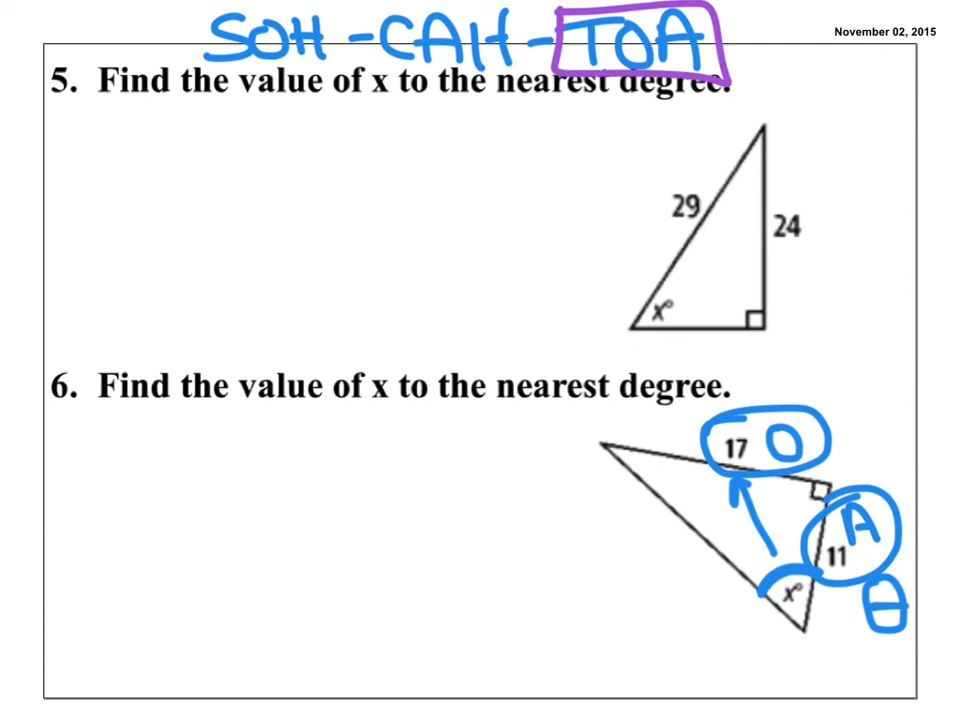 November 02, 2015
SOH-CAH-TOA
5. Find the value of x to the nearest degree.
29
24
x°
6. Find the value of x to the nearest degree.
17 O
A
11
x°
θ